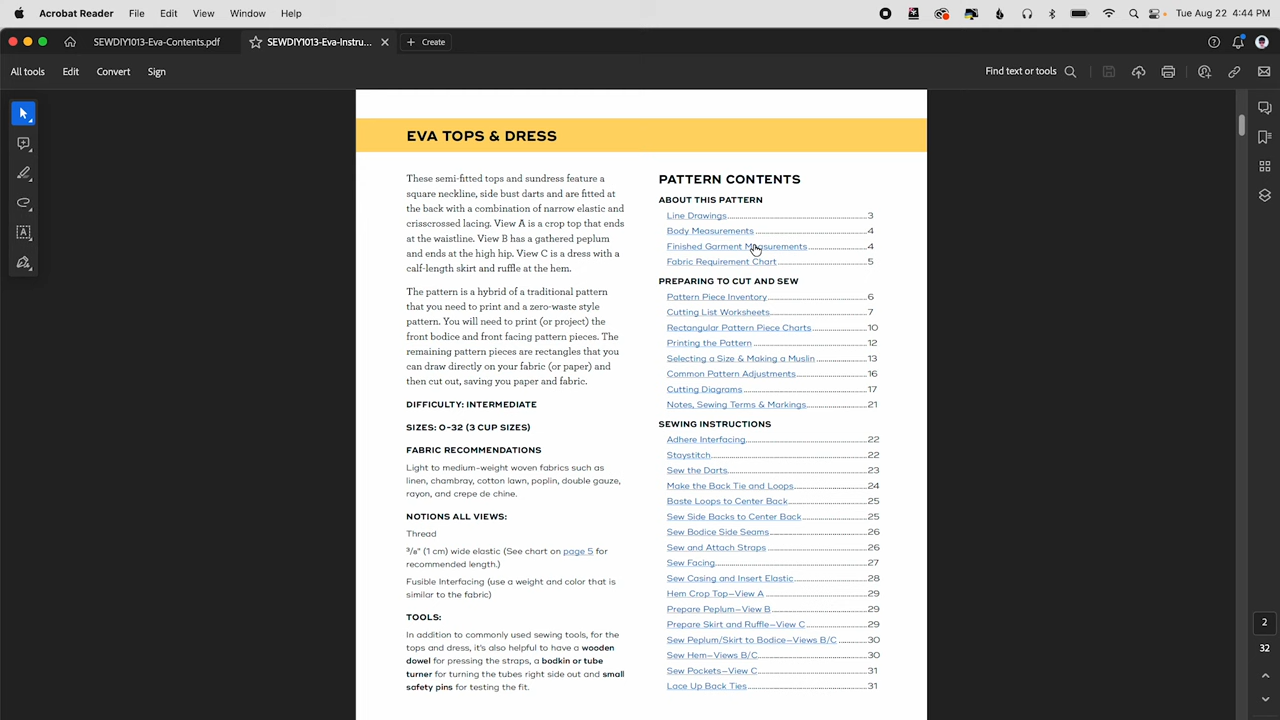 Acrobat Reader File Edit View Window Help Tue Aug 22 4:44 PM
SEWDIY1013-Eva-Contents.pdf SEWDIY1013-Eva-Instru... + Create
All tools Edit Convert Sign Find text or tools
EVA TOPS & DRESS
These semi-fitted tops and sundress feature a
square neckline, side bust darts and are fitted at
the back with a combination of narrow elastic and
crisscrossed lacing. View A is a crop top that ends
at the waistline. View B has a gathered peplum
and ends at the high hip. View C is a dress with a
calf-length skirt and ruffle at the hem.
The pattern is a hybrid of a traditional pattern
that you need to print and a zero-waste style
pattern. You will need to print (or project) the
front bodice and front facing pattern pieces. The
remaining pattern pieces are rectangles that you
can draw directly on your fabric (or paper) and
then cut out, saving you paper and fabric.
DIFFICULTY: INTERMEDIATE
SIZES: 0-32 (3 CUP SIZES)
FABRIC RECOMMENDATIONS
Light to medium-weight woven fabrics such as
linen, chambray, cotton lawn, poplin, double gauze,
rayon, and crepe de chine.
NOTIONS ALL VIEWS:
Thread
3/8" (1 cm) wide elastic (See chart on page 5 for
recommended length.)
Fusible Interfacing (use a weight and color that is
similar to the fabric)
TOOLS:
In addition to commonly used sewing tools, for the
tops and dress, it's also helpful to have a wooden
dowel for pressing the straps, a bodkin or tube
turner for turning the tubes right side out and small
safety pins for testing the fit.
PATTERN CONTENTS
ABOUT THIS PATTERN
Line Drawings 3
Body Measurements 4
Finished Garment Measurements 4
Fabric Requirement Chart 5
PREPARING TO CUT AND SEW
Pattern Piece Inventory 6
Cutting List Worksheets 7
Rectangular Pattern Piece Charts 10
Printing the Pattern 12
Selecting a Size & Making a Muslin 13
Common Pattern Adjustments 16
Cutting Diagrams 17
Notes, Sewing Terms & Markings 21
SEWING INSTRUCTIONS
Adhere Interfacing 22
Staystitch 22
Sew the Darts 23
Make the Back Tie and Loops 24
Baste Loops to Center Back 25
Sew Side Backs to Center Back 25
Sew Bodice Side Seams 26
Sew and Attach Straps 26
Sew Facing 27
Sew Casing and Insert Elastic 28
Hem Crop Top—View A 29
Prepare Peplum—View B 29
Prepare Skirt and Ruffle—View C 29
Sew Peplum/Skirt to Bodice—Views B/C 30
Sew Hem—Views B/C 30
Sew Pockets—View C 31
Lace Up Back Ties 31
2
32